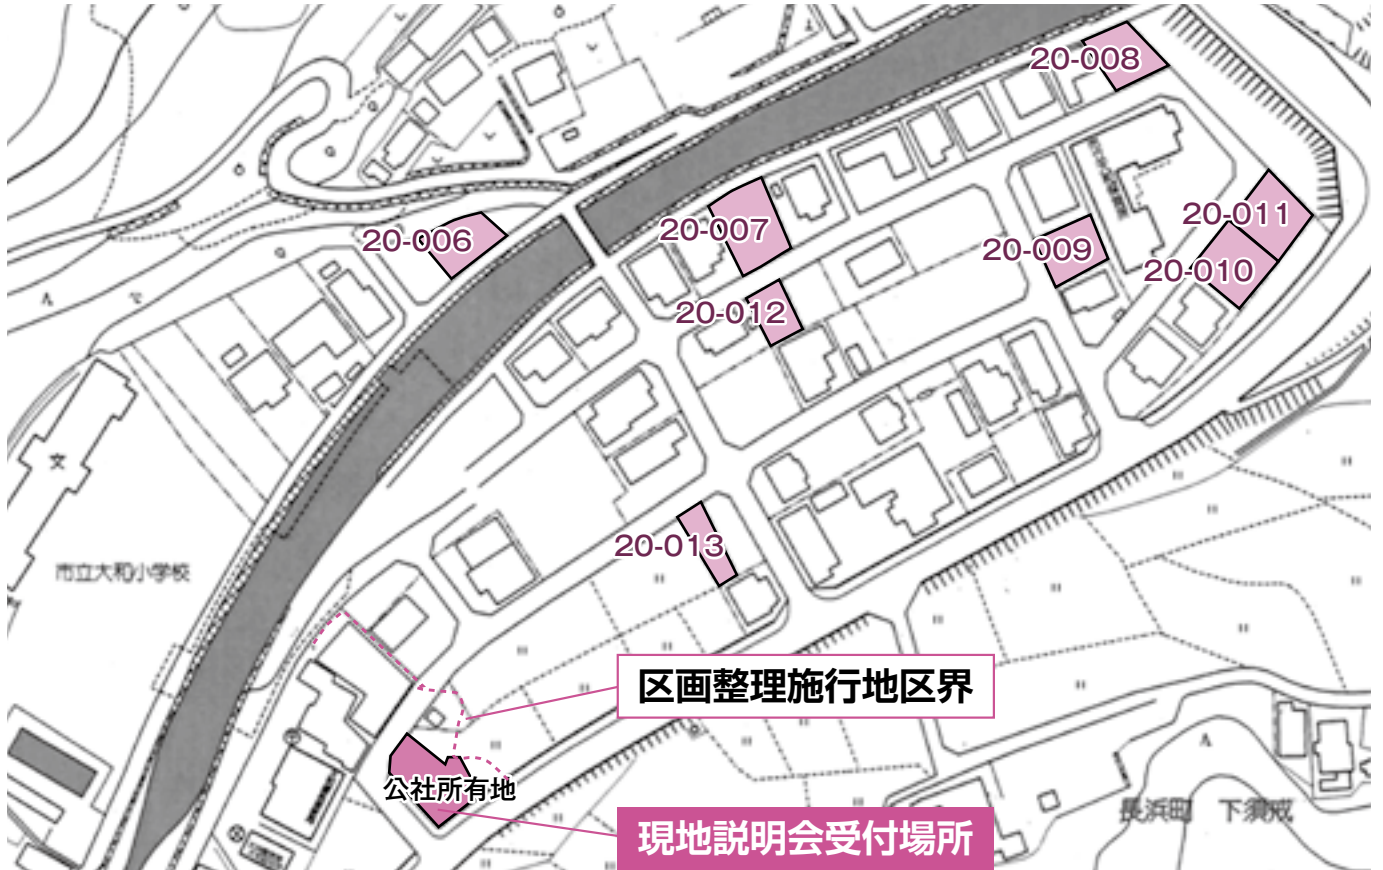 20-008
20-011
20-006
20-007
20-009
20-010
20-012
文
20-013
市立大和小学校
区画整理施行地区界
公社所有地
長浜町 下須戒
現地説明会受付場所